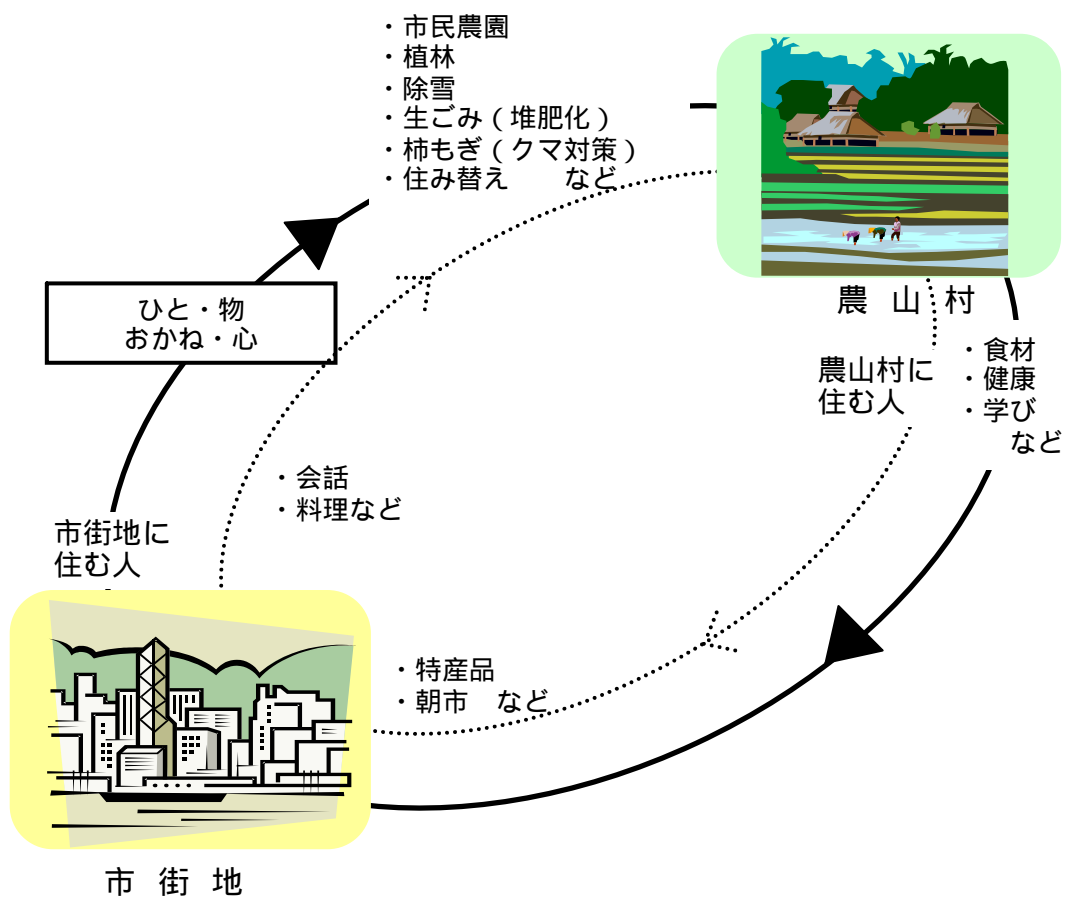 ・市民農園
・植林
・除雪
・生ごみ(堆肥化)
・柿もぎ(クマ対策)
・住み替え　　など
ひと・物
おかね・心
農　山　村
農山村に
住む人
・食材
・健康
・学び
など
・会話
・料理など
市街地に
住む人
・特産品
・朝市　など
市　街　地